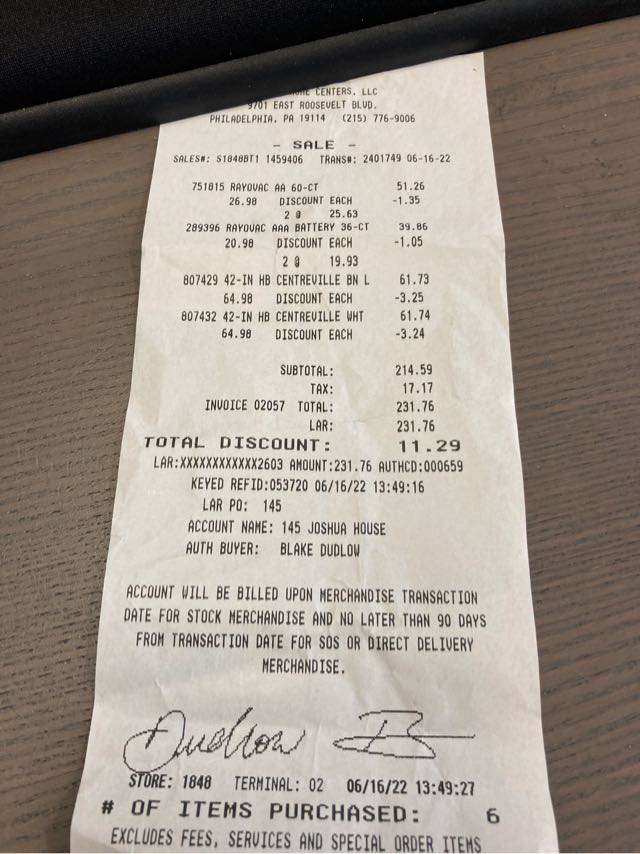 CENTERS, LLC
9701 EAST ROOSEVELT BLVD.
PHILADELPHIA, PA 19114 (215) 776-9006
- SALE -
SALES#: S1848BT1 1459406 TRANS#: 2401749 06-16-22
751815 RAYOVAC AA 60-CT 51.26
26.98 DISCOUNT EACH -1.35
2 @ 25.63
289396 RAYOVAC AAA BATTERY 36-CT 39.86
20.98 DISCOUNT EACH -1.05
2 @ 19.93
807429 42-IN HB CENTREVILLE BN L 61.73
64.98 DISCOUNT EACH -3.25
807432 42-IN HB CENTREVILLE WHT 61.74
64.98 DISCOUNT EACH -3.24
SUBTOTAL: 214.59
TAX: 17.17
INVOICE 02057 TOTAL: 231.76
LAR: 231.76
TOTAL DISCOUNT: 11.29
LAR:XXXXXXXXXXXX2603 AMOUNT:231.76 AUTHCD:000659
KEYED REFID:053720 06/16/22 13:49:16
LAR PO: 145
ACCOUNT NAME: 145 JOSHUA HOUSE
AUTH BUYER: BLAKE DUDLOW
ACCOUNT WILL BE BILLED UPON MERCHANDISE TRANSACTION
DATE FOR STOCK MERCHANDISE AND NO LATER THAN 90 DAYS
FROM TRANSACTION DATE FOR SOS OR DIRECT DELIVERY
MERCHANDISE.
Dudlow B
STORE: 1848 TERMINAL: 02 06/16/22 13:49:27
# OF ITEMS PURCHASED: 6
EXCLUDES FEES, SERVICES AND SPECIAL ORDER ITEMS